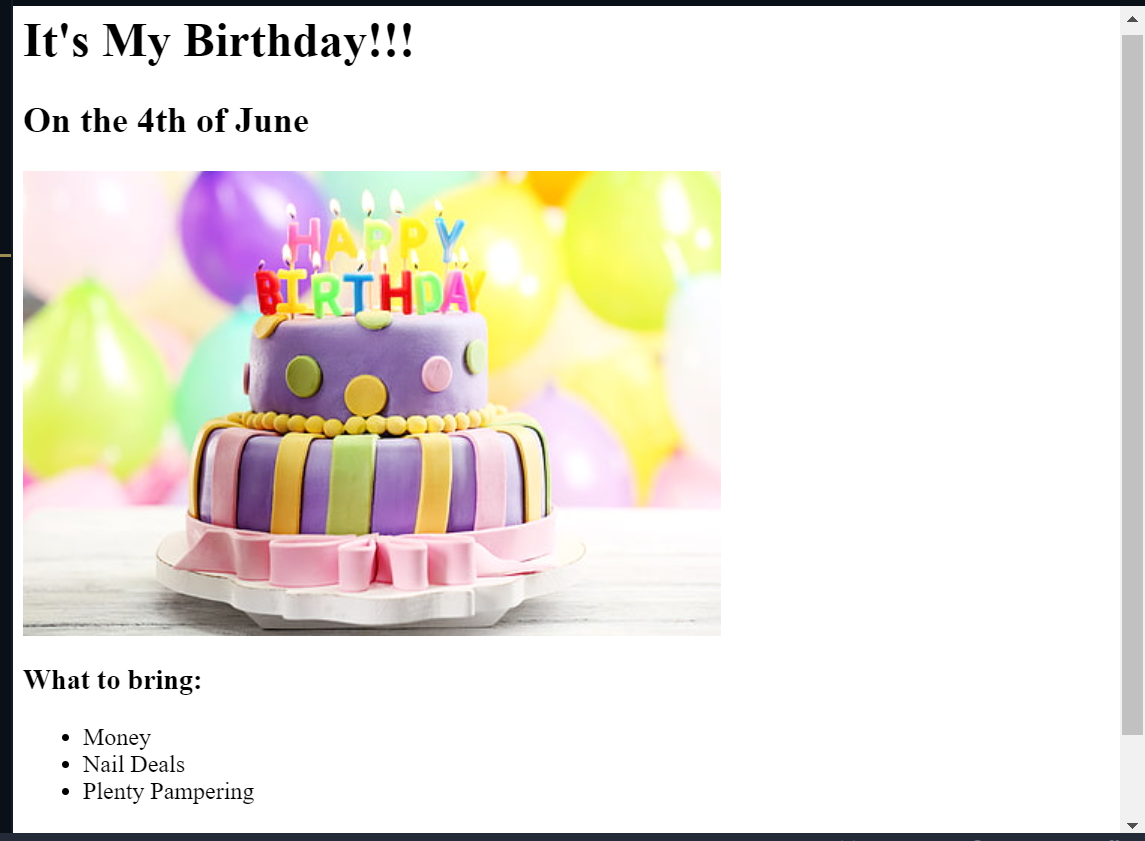 It's My Birthday!!!
On the 4th of June
HAPPY
BIRTHDAY
What to bring:
Money
Nail Deals
Plenty Pampering